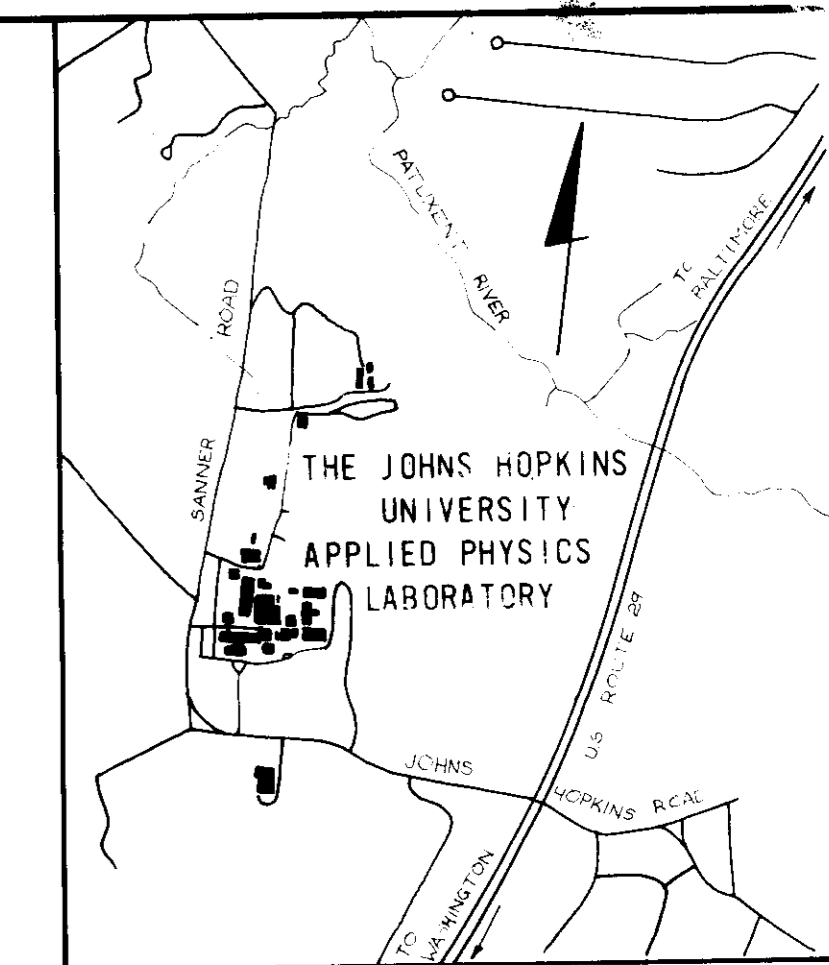 PATUXENT RIVER
TO
BALTIMORE
SANNER ROAD
THE JOHNS HOPKINS
UNIVERSITY
APPLIED PHYSICS
LABORATORY
U.S ROUTE 29
JOHNS HOPKINS ROAD
TO
WASHINGTON